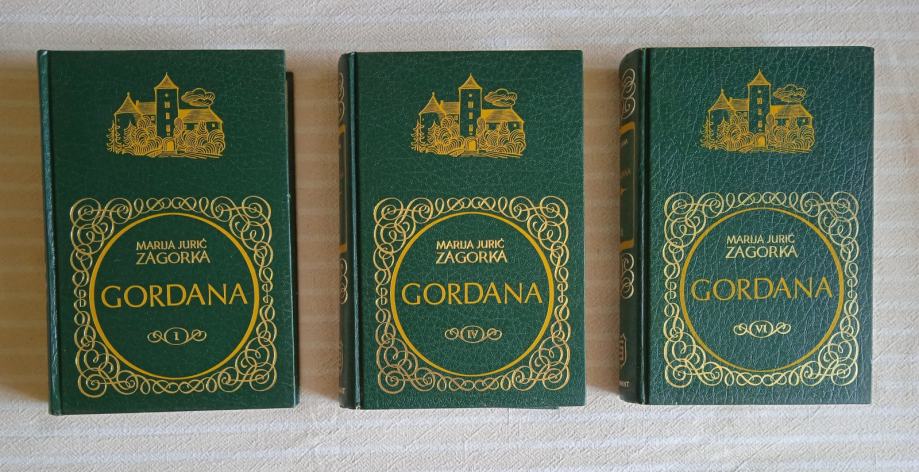 MARIJA JURIĆ
ZAGORKA
GORDANA
I
MARIJA JURIĆ
ZAGORKA
GORDANA
IV
MARIJA JURIĆ
ZAGORKA
GORDANA
VI